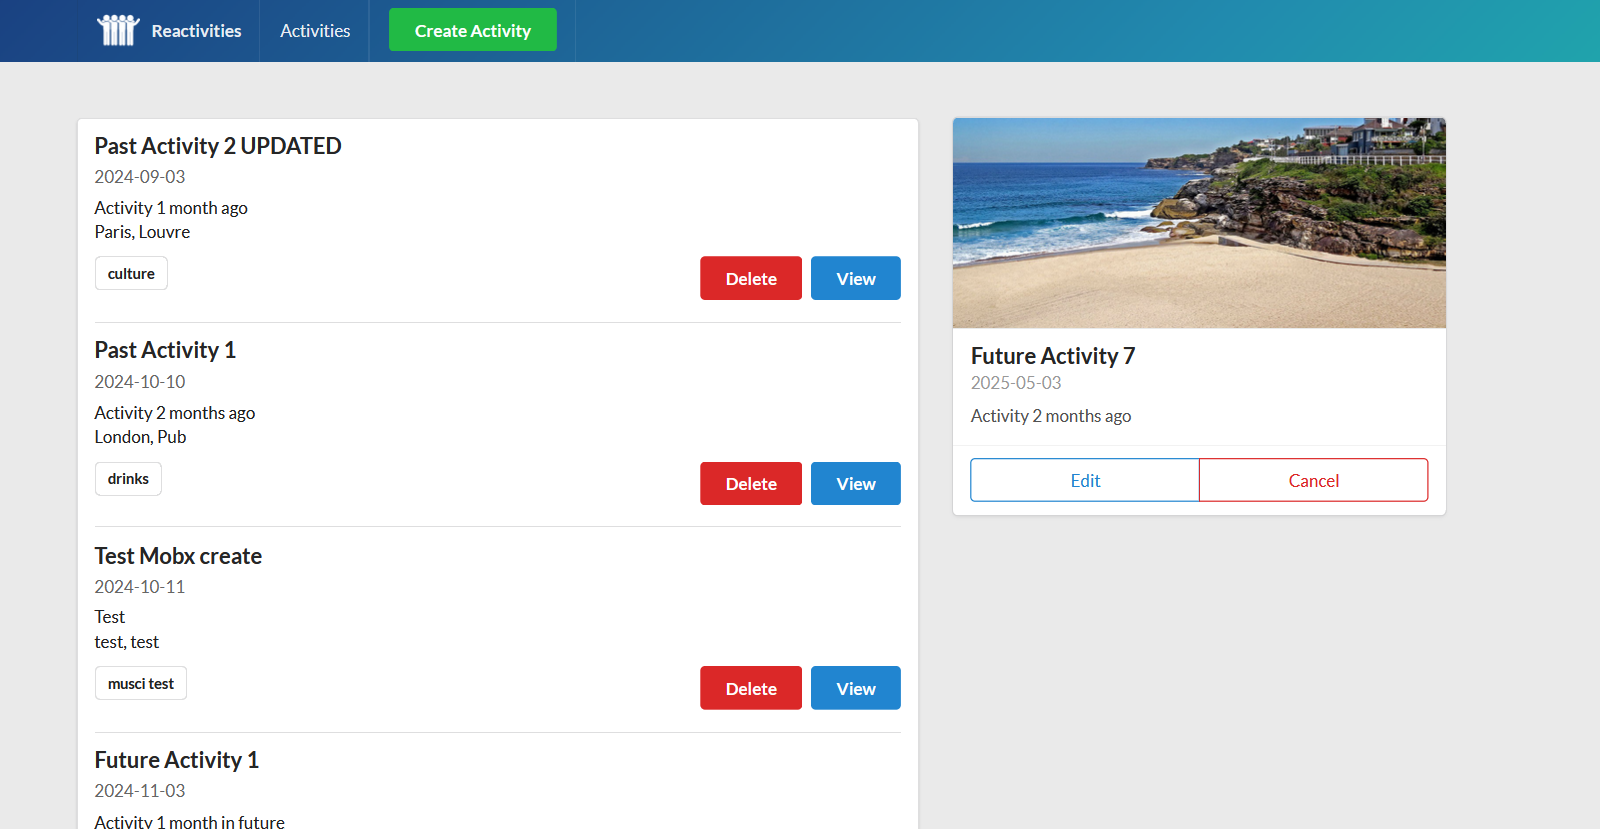 Reactivities
Activities
Create Activity
Past Activity 2 UPDATED
2024-09-03
Activity 1 month ago
Paris, Louvre
culture
Delete
View
Past Activity 1
2024-10-10
Activity 2 months ago
London, Pub
drinks
Delete
View
Test Mobx create
2024-10-11
Test
test, test
musci test
Delete
View
Future Activity 1
2024-11-03
Activity 1 month in future
Future Activity 7
2025-05-03
Activity 2 months ago
Edit
Cancel